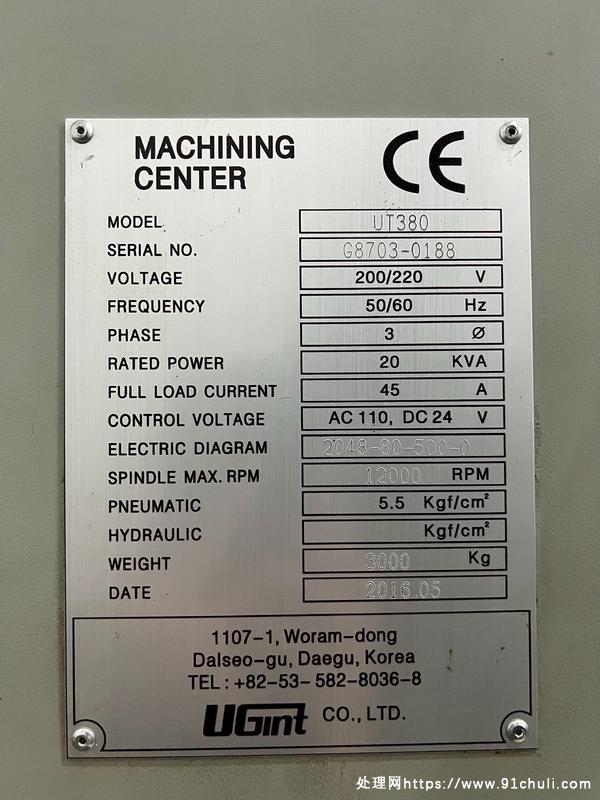 MACHINING
CENTER
CE
MODEL UT380
SERIAL NO. G8703-0188
VOLTAGE 200/220 V
FREQUENCY 50/60 Hz
PHASE 3 Ø
RATED POWER 20 KVA
FULL LOAD CURRENT 45 A
CONTROL VOLTAGE AC 110, DC 24 V
ELECTRIC DIAGRAM 2048-80-500-0
SPINDLE MAX. RPM 12000 RPM
PNEUMATIC 5.5 Kgf/cm²
HYDRAULIC Kgf/cm²
WEIGHT 3000 Kg
DATE 2016.05
1107-1, Woram-dong
Dalseo-gu, Daegu, Korea
TEL : +82-53-582-8036-8
UGint CO., LTD.
处理网https://www.91chuli.com